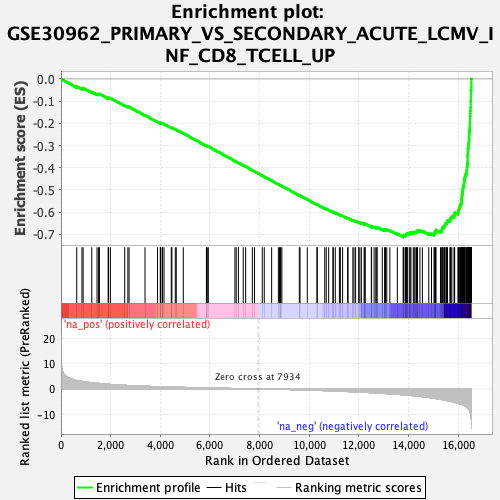 Enrichment plot:
GSE30962_PRIMARY_VS_SECONDARY_ACUTE_LCMV_I
NF_CD8_TCELL_UP
Enrichment score (ES)
0.0
-0.1
-0.2
-0.3
-0.4
-0.5
-0.6
-0.7
'na_pos' (positively correlated)
Ranked list metric (PreRanked)
20
10
0
-10
Zero cross at 7934
'na_neg' (negatively correlated)
0
2,000
4,000
6,000
8,000
10,000
12,000
14,000
16,000
Rank in Ordered Dataset
Enrichment profile
Hits
Ranking metric scores